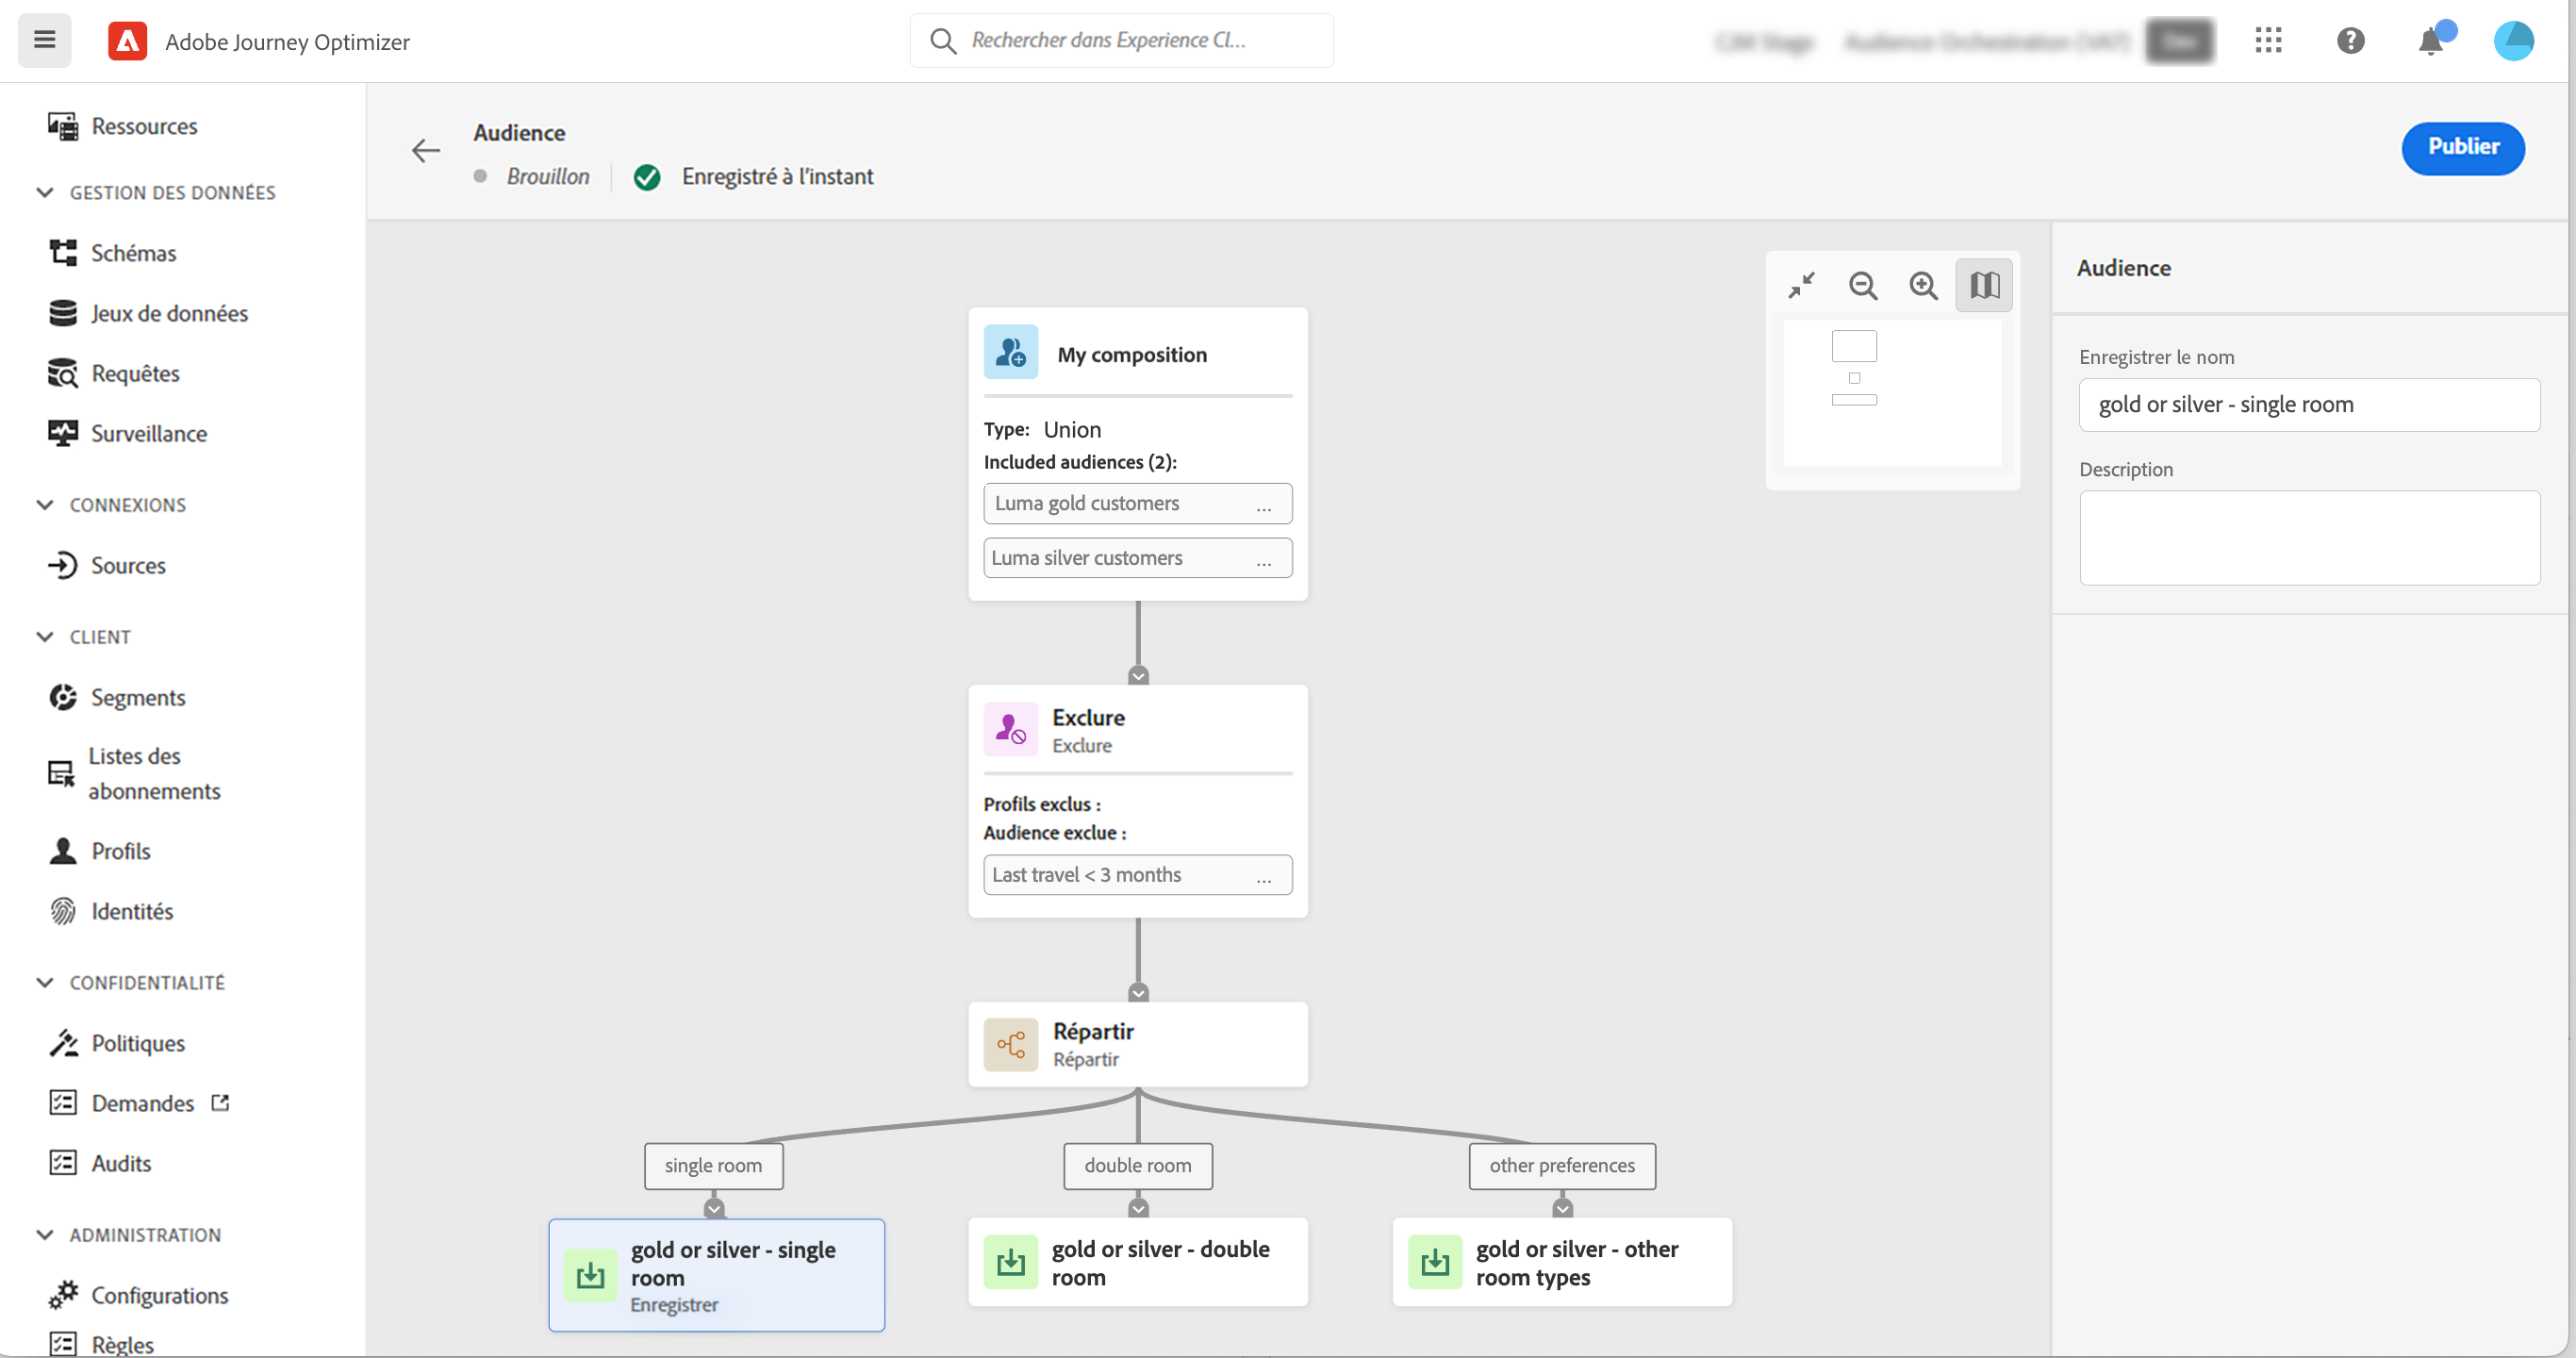 Adobe Journey Optimizer
Rechercher dans Experience Cl...
Ressources
GESTION DES DONNÉES
Schémas
Jeux de données
Requêtes
Surveillance
CONNEXIONS
Sources
CLIENT
Segments
Listes des
abonnements
Profils
Identités
CONFIDENTIALITÉ
Politiques
Demandes
Audits
ADMINISTRATION
Configurations
Règles
Audience
Brouillon
Enregistré à l'instant
Publier
My composition
Type: Union
Included audiences (2):
Luma gold customers ...
Luma silver customers ...
Exclure
Exclure
Profils exclus :
Audience exclue :
Last travel < 3 months ...
Répartir
Répartir
single room
double room
other preferences
gold or silver - single
room
Enregistrer
gold or silver - double
room
gold or silver - other
room types
Audience
Enregistrer le nom
gold or silver - single room
Description